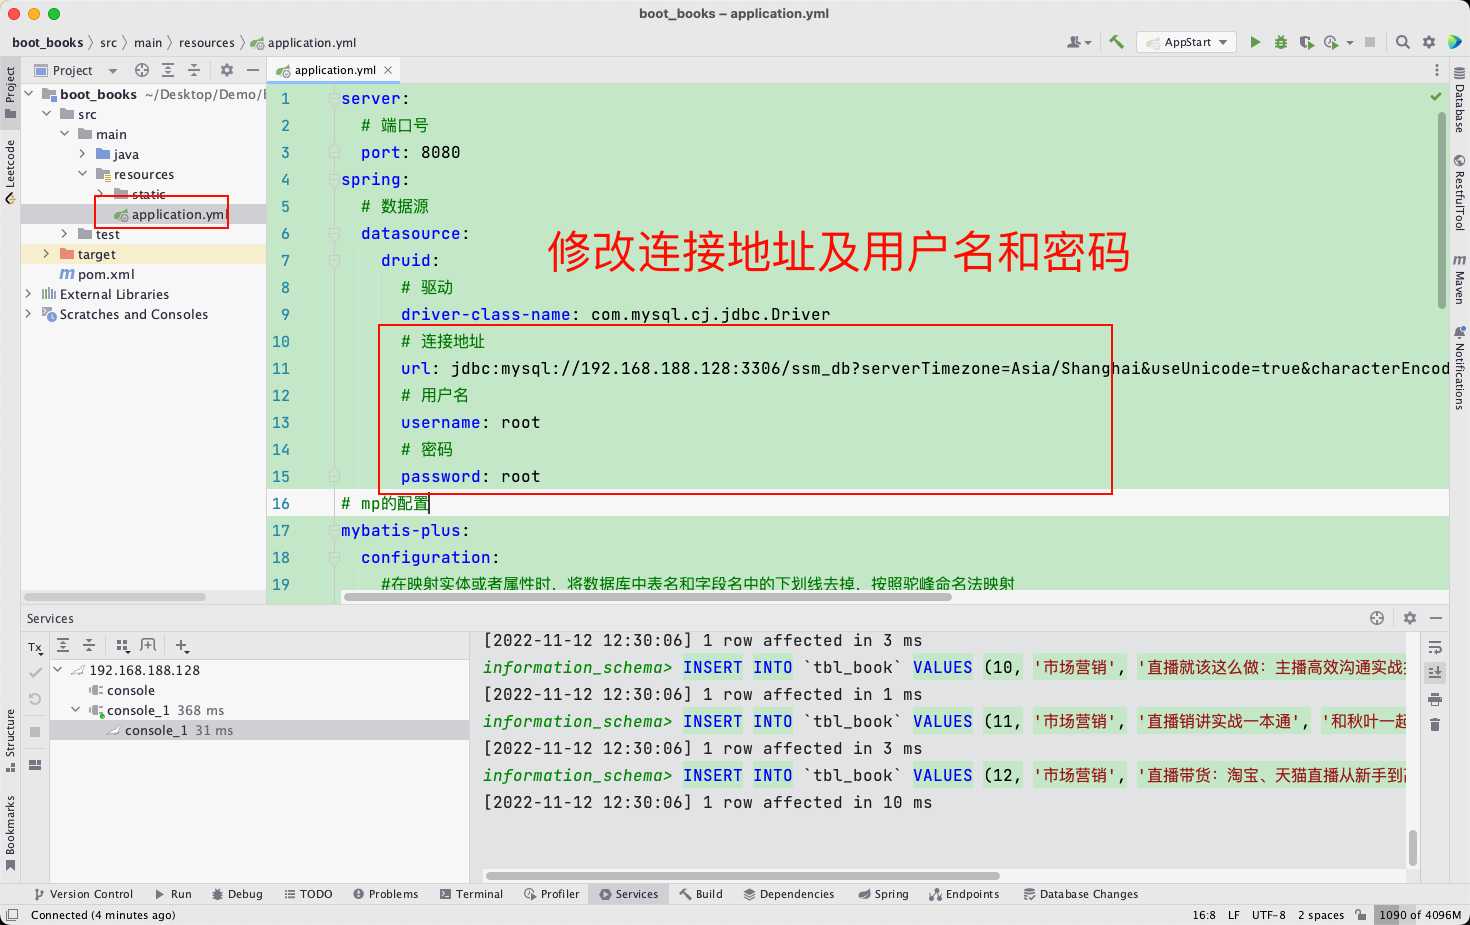 boot_books – application.yml
boot_books 〉 src 〉 main 〉 resources 〉 application.yml
AppStart
Project
application.yml
Project
Leetcode
Structure
Bookmarks
boot_books ~/Desktop/Demo/
src
main
java
resources
static
application.yml
test
target
pom.xml
External Libraries
Scratches and Consoles
1 server:
2 # 端口号
3 port: 8080
4 spring:
5 # 数据源
6 datasource:
7 druid:
8 # 驱动
9 driver-class-name: com.mysql.cj.jdbc.Driver
10 # 连接地址
11 url: jdbc:mysql://192.168.188.128:3306/ssm_db?serverTimezone=Asia/Shanghai&useUnicode=true&characterEncod
12 # 用户名
13 username: root
14 # 密码
15 password: root
16 # mp的配置
17 mybatis-plus:
18 configuration:
19 #在映射实体或者属性时，将数据库中表名和字段名中的下划线去掉，按照驼峰命名法映射
修改连接地址及用户名和密码
Database
RestfulTool
Maven
Notifications
Services
Tx
192.168.188.128
console
console_1 368 ms
console_1 31 ms
[2022-11-12 12:30:06] 1 row affected in 3 ms
information_schema> INSERT INTO `tbl_book` VALUES (10, '市场营销', '直播就该这么做：主播高效沟通实战
[2022-11-12 12:30:06] 1 row affected in 1 ms
information_schema> INSERT INTO `tbl_book` VALUES (11, '市场营销', '直播销讲实战一本通', '和秋叶一起
[2022-11-12 12:30:06] 1 row affected in 3 ms
information_schema> INSERT INTO `tbl_book` VALUES (12, '市场营销', '直播带货：淘宝、天猫直播从新手到
[2022-11-12 12:30:06] 1 row affected in 10 ms
Version Control Run Debug TODO Problems Terminal Profiler Services Build Dependencies Spring Endpoints Database Changes
Connected (4 minutes ago)
16:8 LF UTF-8 2 spaces 1090 of 4096M